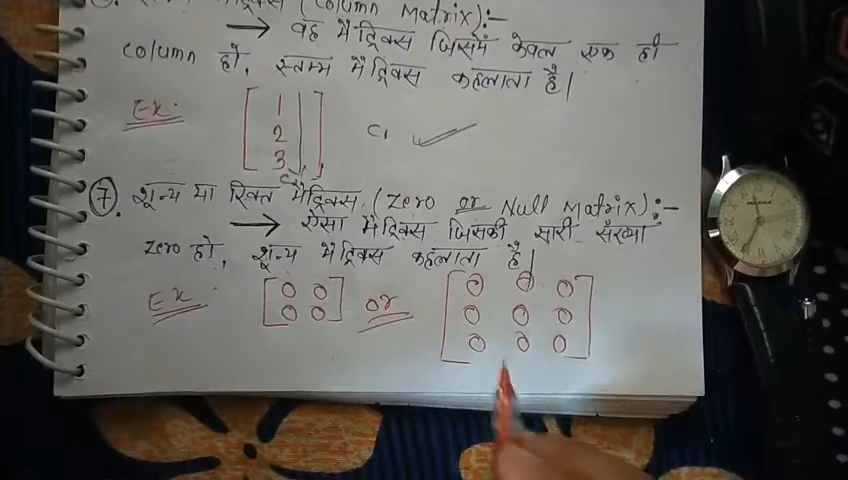 (Column Matrix):-
→ वह मैट्रिक्स जिसमें केवल एक ही
column हो, स्तम्भ मैट्रिक्स कहलाता है।
Ex.
1
2
3
C₁
C₁
7. शून्य या रिक्त मैट्रिक्स (Zero or Null Matrix):-
→ ऐसा मैट्रिक्स जिसकी सारी संख्या
zero हो, शून्य मैट्रिक्स कहलाता है।
Ex.
0 0
0 0
or
0 0 0
0 0 0
0 0 0